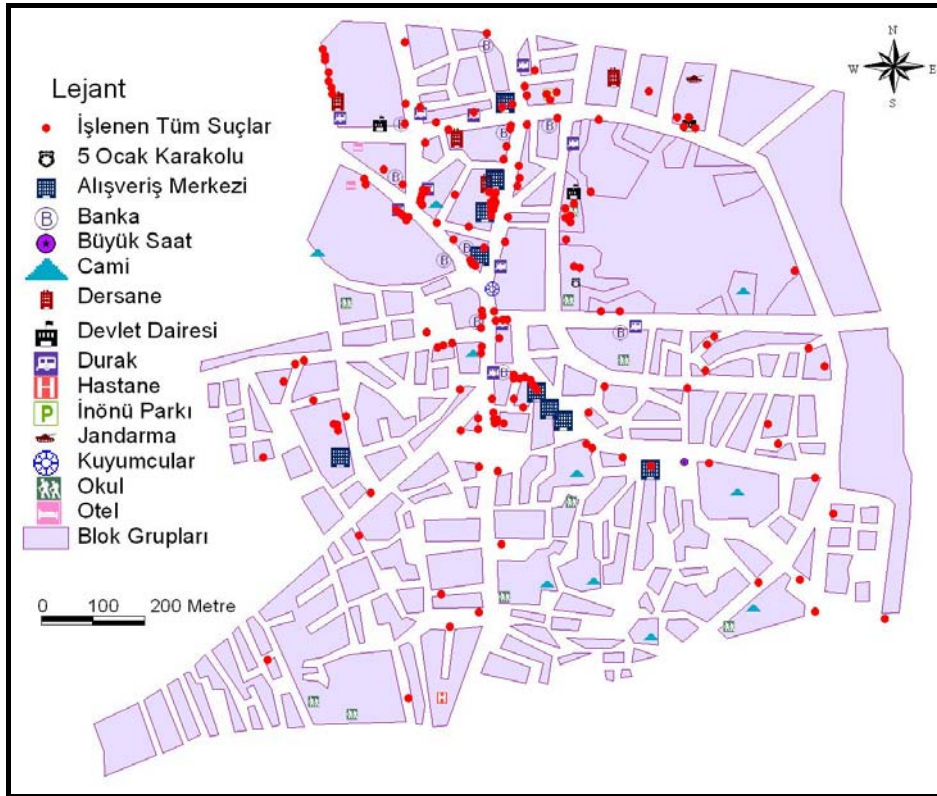 Lejant
İşlenen Tüm Suçlar
5 Ocak Karakolu
Alışveriş Merkezi
B Banka
Büyük Saat
Cami
Dersane
Devlet Dairesi
Durak
H Hastane
P İnönü Parkı
Jandarma
Kuyumcular
Okul
Otel
Blok Grupları
0 100 200 Metre
N
W E
S
B
B
B
B
B
B
B
B
B
B
H